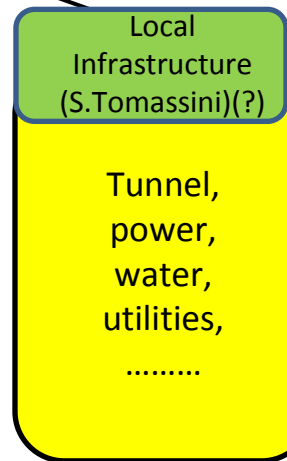 Local
Infrastructure
(S.Tomassini)(?)
Tunnel,
power,
water,
utilities,
………